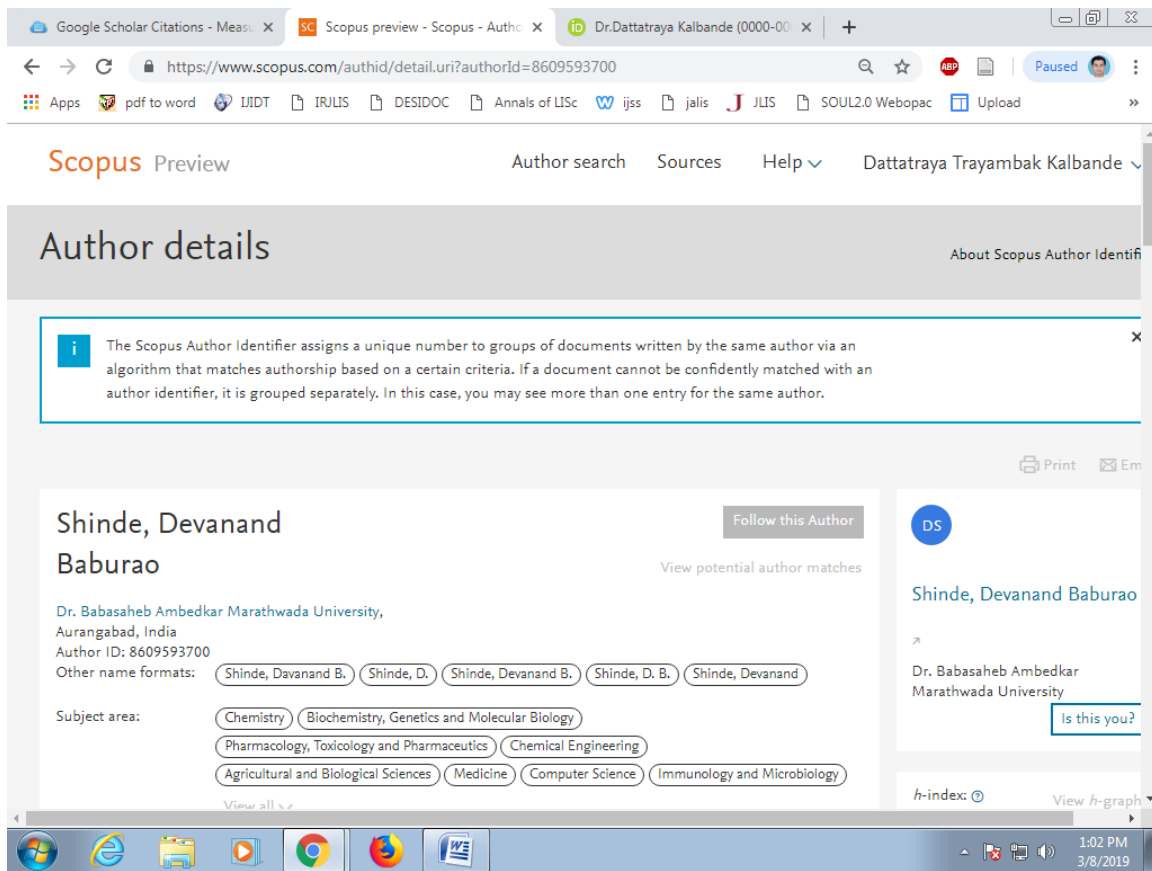 Google Scholar Citations - Measu
Scopus preview - Scopus - Autho
Dr.Dattatraya Kalbande (0000-00
https://www.scopus.com/authid/detail.uri?authorId=8609593700
ABP
Paused
Apps pdf to word IJIDT IRJLIS DESIDOC Annals of LISc ijss jalis JLIS SOUL2.0 Webopac Upload »
Scopus Preview Author search Sources Help Dattatraya Trayambak Kalbande
Author details
About Scopus Author Identifi
i
The Scopus Author Identifier assigns a unique number to groups of documents written by the same author via an
algorithm that matches authorship based on a certain criteria. If a document cannot be confidently matched with an
author identifier, it is grouped separately. In this case, you may see more than one entry for the same author.
Print Em
Shinde, Devanand
Baburao
Follow this Author
View potential author matches
Dr. Babasaheb Ambedkar Marathwada University,
Aurangabad, India
Author ID: 8609593700
Other name formats: Shinde, Davanand B. Shinde, D. Shinde, Devanand B. Shinde, D. B. Shinde, Devanand
Subject area: Chemistry Biochemistry, Genetics and Molecular Biology
Pharmacology, Toxicology and Pharmaceutics Chemical Engineering
Agricultural and Biological Sciences Medicine Computer Science Immunology and Microbiology
View all
DS
Shinde, Devanand Baburao
Dr. Babasaheb Ambedkar
Marathwada University
Is this you?
h-index: View h-graph
1:02 PM
3/8/2019